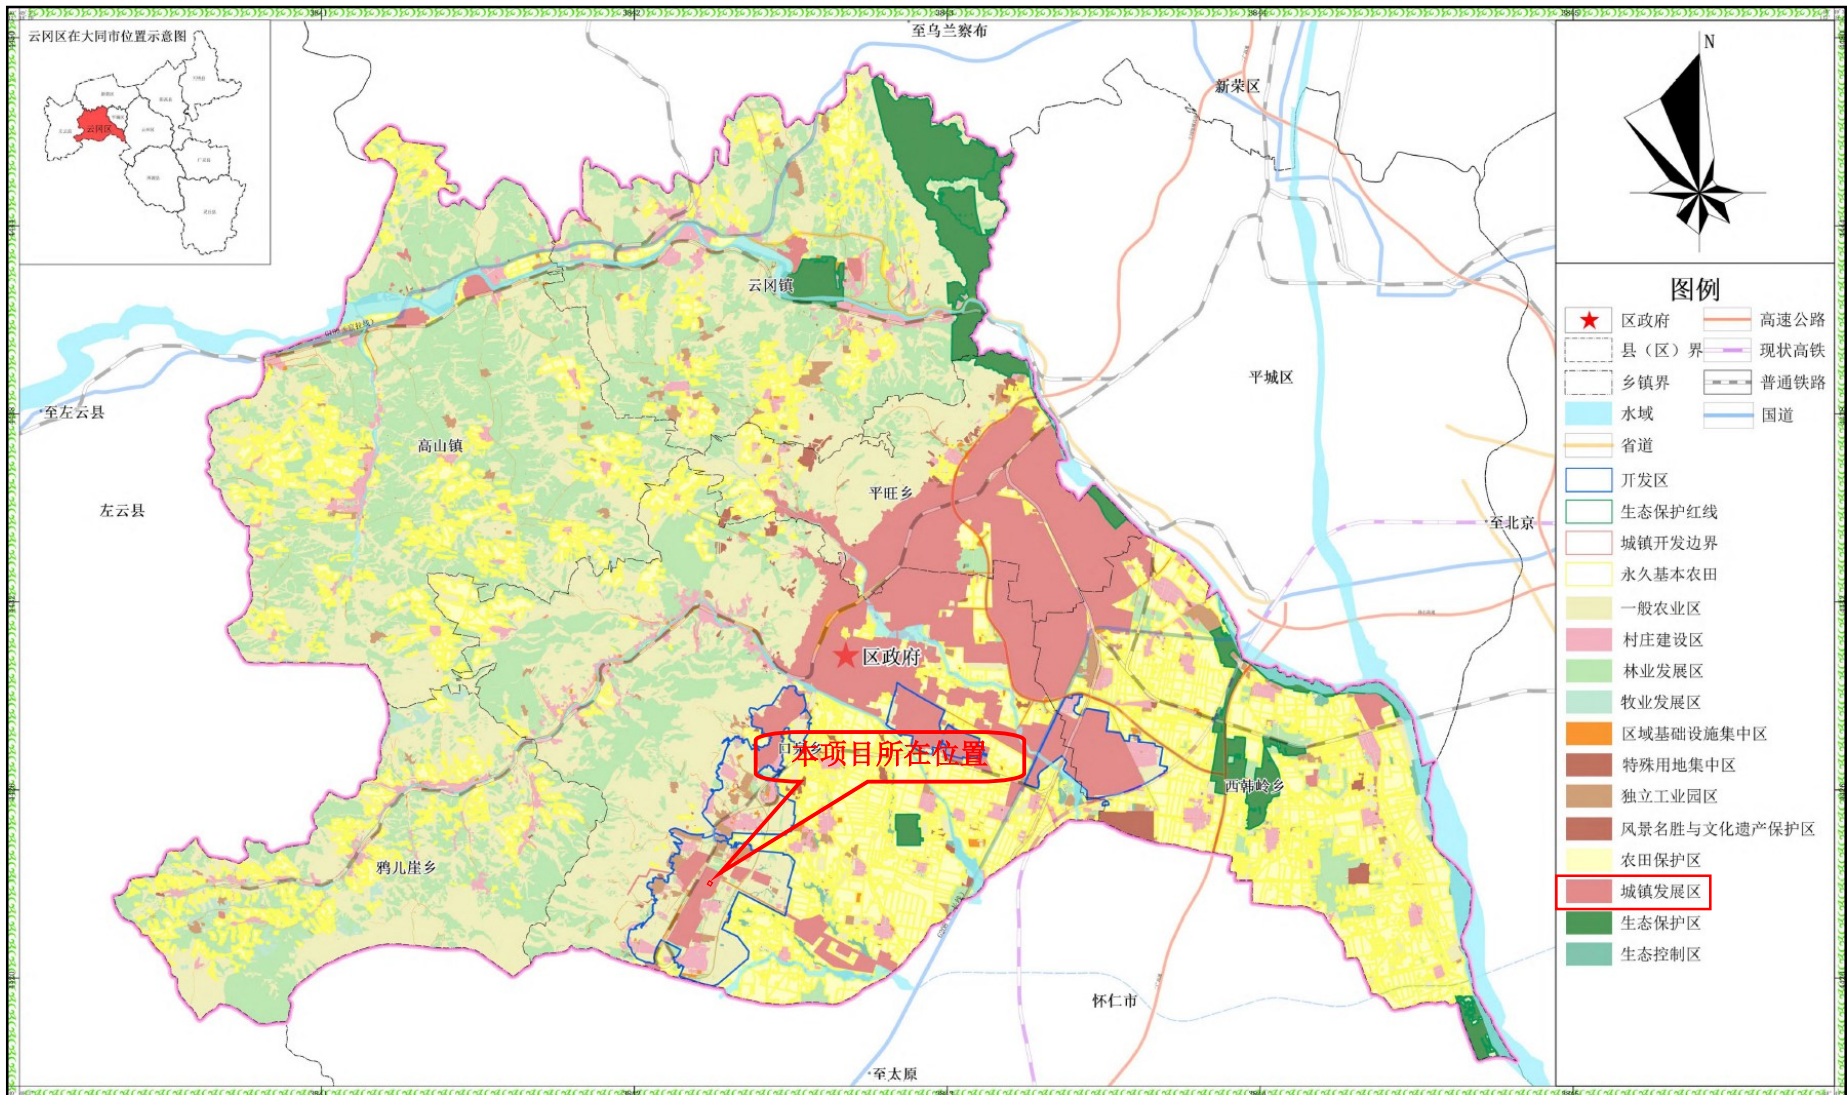 云冈区在大同市位置示意图
云冈区
至乌兰察布
新荣区
云冈镇
平城区
至左云县
高山镇
左云县
平旺乡
至北京
区政府
本项目所在位置
西韩岭乡
鸦儿崖乡
怀仁市
至太原
N
图例
区政府
高速公路
县（区）界
现状高铁
乡镇界
普通铁路
水域
国道
省道
开发区
生态保护红线
城镇开发边界
永久基本农田
一般农业区
村庄建设区
林业发展区
牧业发展区
区域基础设施集中区
特殊用地集中区
独立工业园区
风景名胜与文化遗产保护区
农田保护区
城镇发展区
生态保护区
生态控制区